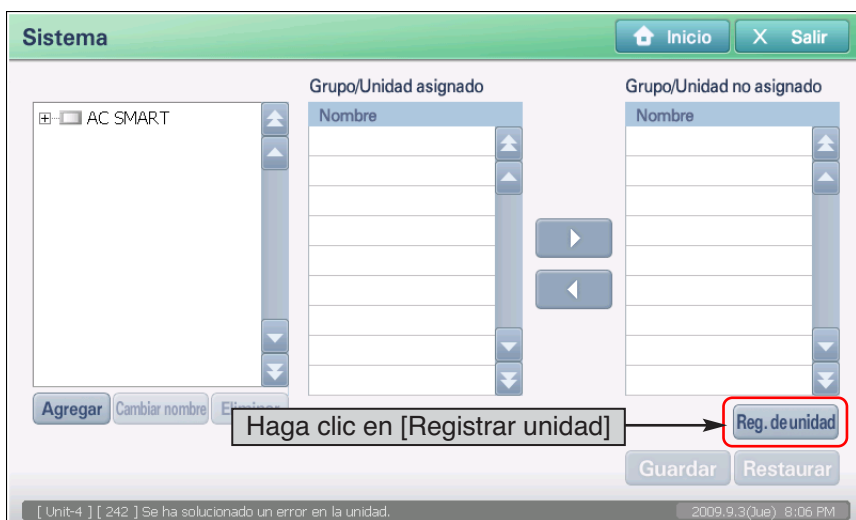 Sistema
Inicio
X Salir
AC SMART
Grupo/Unidad asignado
Nombre
Grupo/Unidad no asignado
Nombre
Agregar
Cambiar nombre
Eliminar
Haga clic en [Registrar unidad]
Reg. de unidad
Guardar
Restaurar
[ Unit-4 ] [ 242 ] Se ha solucionado un error en la unidad.
2009.9.3(Jue) 8:06 PM